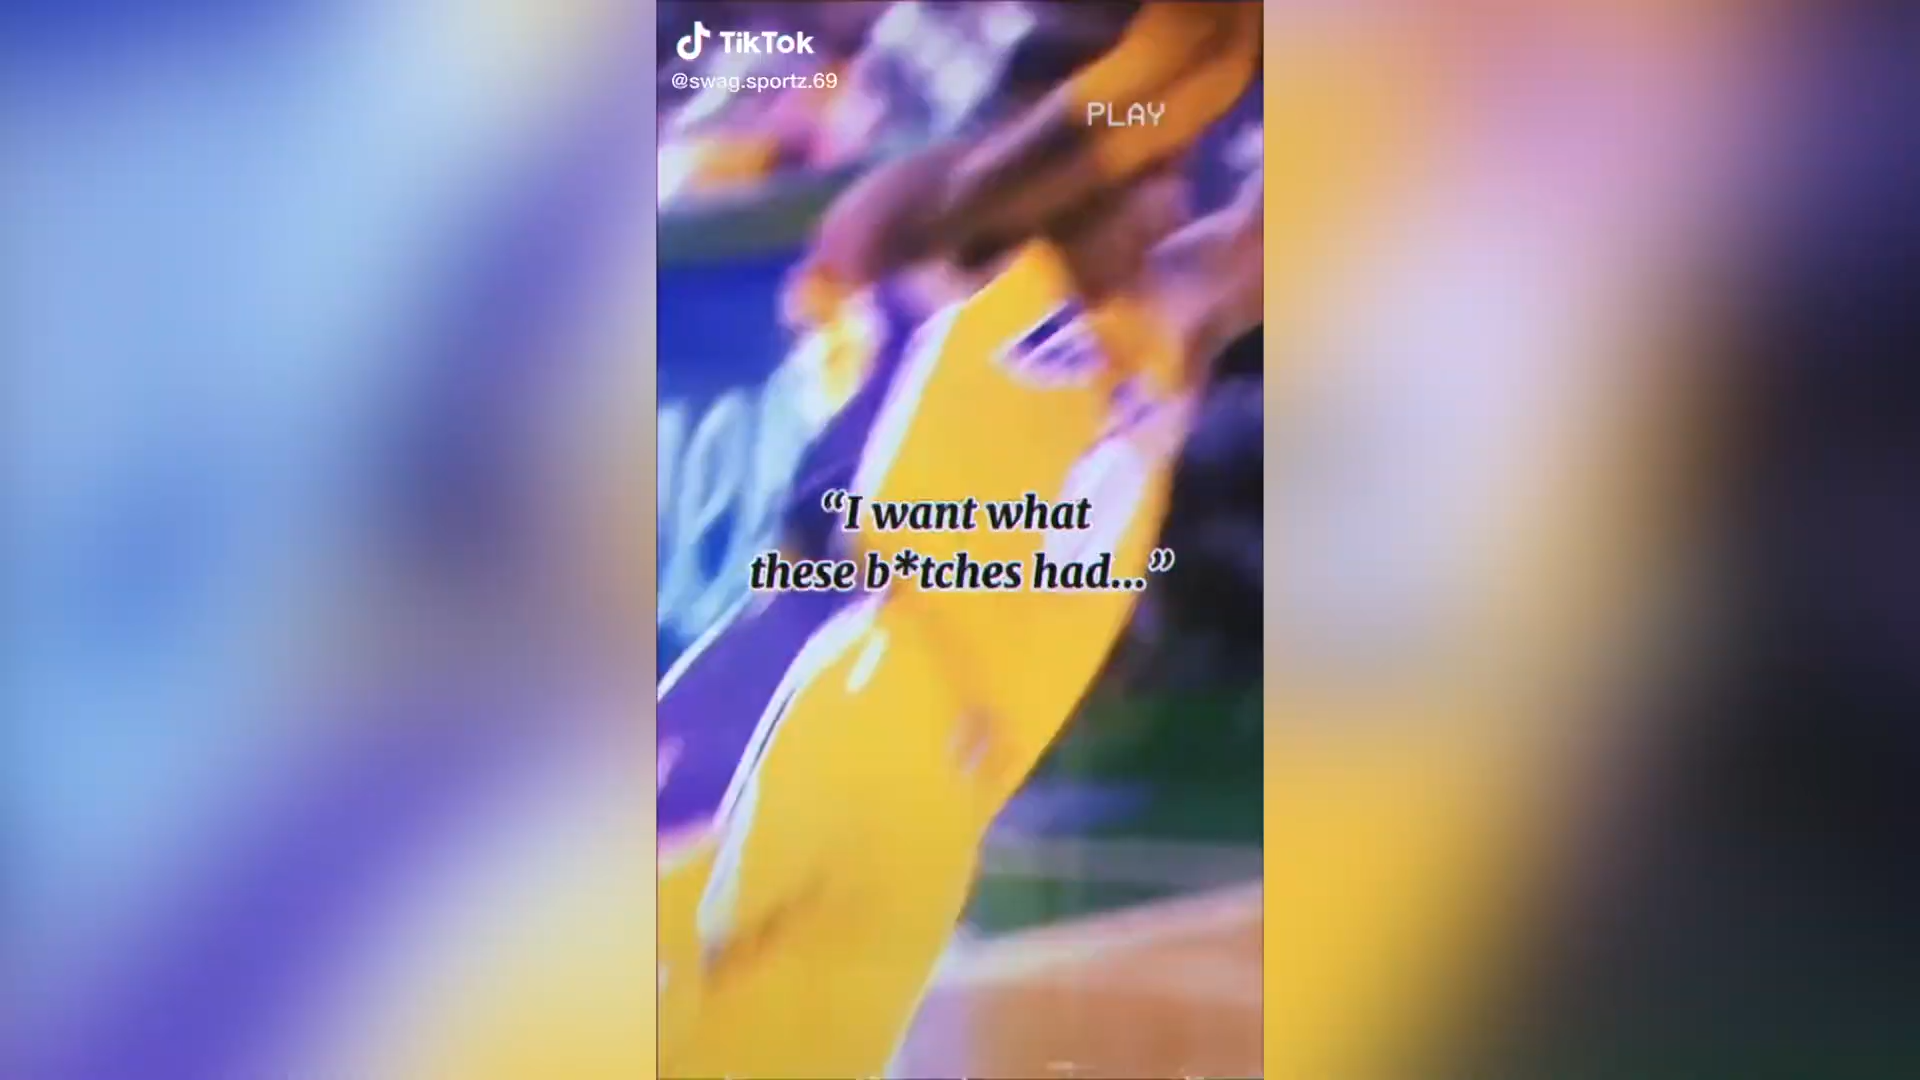 TikTok
@swag.sportz.69
PLAY
“I want what
these b*tches had...”